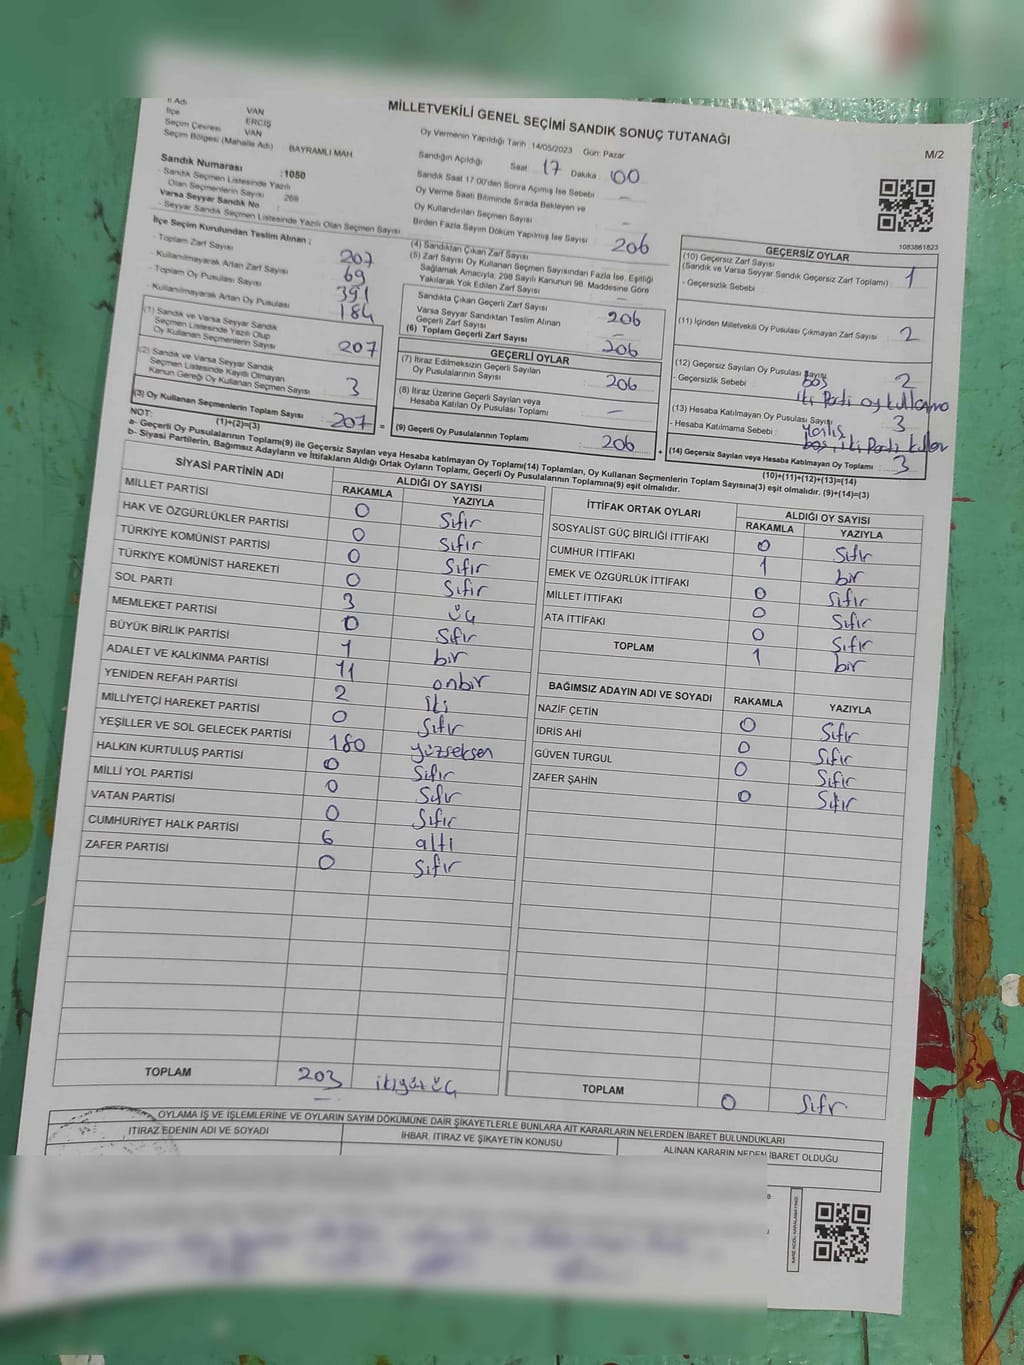 MİLLETVEKİLİ GENEL SEÇİMİ SANDIK SONUÇ TUTANAĞI
M/2
İl Adı : VAN
İlçe : ERCİŞ
Seçim Çevresi : VAN
Seçim Bölgesi (Mahalle Adı) : BAYRAMLI MAH
Sandık Numarası : 1050
- Sandık Seçmen Listesinde Yazılı
Olan Seçmenlerin Sayısı : 269
Varsa Seyyar Sandık No :
- Seyyar Sandık Seçmen Listesinde Yazılı Olan Seçmen Sayısı
Oy Vermenin Yapıldığı Tarih : 14/05/2023 Gün: Pazar
Sandığın Açıldığı Saat : 17 Dakika : 00
Sandık Saat 17:00'den Sonra Açılmış İse Sebebi : —
Oy Verme Saati Bitiminde Sırada Bekleyen ve
Oy Kullandırılan Seçmen Sayısı : —
Birden Fazla Sayım Döküm Yapılmış İse Sayısı : —
1083861823
İlçe Seçim Kurulundan Teslim Alınan :
- Toplam Zarf Sayısı 207
- Kullanılmayarak Artan Zarf Sayısı 69
- Toplam Oy Pusulası Sayısı 391
- Kullanılmayarak Artan Oy Pusulası 184
(1) Sandık ve Varsa Seyyar Sandık
Seçmen Listesinde Yazılı Olup
Oy Kullanan Seçmenlerin Sayısı 207
(2) Sandık ve Varsa Seyyar Sandık
Seçmen Listesinde Kayıtlı Olmayan
Kanun Gereği Oy Kullanan Seçmen Sayısı 3
(3) Oy Kullanan Seçmenlerin Toplam Sayısı
(1)+(2)=(3) 207 =
(4) Sandıktan Çıkan Zarf Sayısı 206
(5) Zarf Sayısı Oy Kullanan Seçmen Sayısından Fazla İse, Eşitliği
Sağlamak Amacıyla; 298 Sayılı Kanunun 98. Maddesine Göre
Yakılarak Yok Edilen Zarf Sayısı —
Sandıkta Çıkan Geçerli Zarf Sayısı 206
Varsa Seyyar Sandıktan Teslim Alınan
Geçerli Zarf Sayısı —
(6) Toplam Geçerli Zarf Sayısı 206
GEÇERLİ OYLAR
(7) İtiraz Edilmeksizin Geçerli Sayılan
Oy Pusulalarının Sayısı 206
(8) İtiraz Üzerine Geçerli Sayılan veya
Hesaba Katılan Oy Pusulası Toplamı —
(9) Geçerli Oy Pusulalarının Toplamı 206 +
GEÇERSİZ OYLAR
(10) Geçersiz Zarf Sayısı
(Sandık ve Varsa Seyyar Sandık Geçersiz Zarf Toplamı) 1
- Geçersizlik Sebebi
(11) İçinden Milletvekili Oy Pusulası Çıkmayan Zarf Sayısı 2
(12) Geçersiz Sayılan Oy Pusulası Sayısı 2
- Geçersizlik Sebebi : boş
iki Parti oy kullanma
(13) Hesaba Katılmayan Oy Pusulası Sayısı 3
- Hesaba Katılmama Sebebi : yanlış
boş, iki Parti kullan
(14) Geçersiz Sayılan veya Hesaba Katılmayan Oy Toplamı 3
(10)+(11)+(12)+(13)=(14)
NOT:
a- Geçerli Oy Pusulalarının Toplamı(9) ile Geçersiz Sayılan veya Hesaba katılmayan Oy Toplamı(14) Toplamları, Oy Kullanan Seçmenlerin Toplam Sayısına(3) eşit olmalıdır. (9)+(14)=(3)
b- Siyasi Partilerin, Bağımsız Adayların ve İttifakların Aldığı Ortak Oyların Toplamı, Geçerli Oy Pusulalarının Toplamına(9) eşit olmalıdır.
SİYASİ PARTİNİN ADI ALDIĞI OY SAYISI
RAKAMLA YAZIYLA
MİLLET PARTİSİ 0 Sıfır
HAK VE ÖZGÜRLÜKLER PARTİSİ 0 Sıfır
TÜRKİYE KOMÜNİST PARTİSİ 0 Sıfır
TÜRKİYE KOMÜNİST HAREKETİ 0 Sıfır
SOL PARTİ 3 üç
MEMLEKET PARTİSİ 0 Sıfır
BÜYÜK BİRLİK PARTİSİ 1 bir
ADALET VE KALKINMA PARTİSİ 11 onbir
YENİDEN REFAH PARTİSİ 2 iki
MİLLİYETÇİ HAREKET PARTİSİ 0 Sıfır
YEŞİLLER VE SOL GELECEK PARTİSİ 180 yüzseksen
HALKIN KURTULUŞ PARTİSİ 0 Sıfır
MİLLİ YOL PARTİSİ 0 Sıfır
VATAN PARTİSİ 0 Sıfır
CUMHURİYET HALK PARTİSİ 6 altı
ZAFER PARTİSİ 0 Sıfır
TOPLAM 203 ikiyüz üç
İTTİFAK ORTAK OYLARI ALDIĞI OY SAYISI
RAKAMLA YAZIYLA
SOSYALİST GÜÇ BİRLİĞİ İTTİFAKI 0 Sıfır
CUMHUR İTTİFAKI 1 bir
EMEK VE ÖZGÜRLÜK İTTİFAKI 0 Sıfır
MİLLET İTTİFAKI 0 Sıfır
ATA İTTİFAKI 0 Sıfır
TOPLAM 1 bir
BAĞIMSIZ ADAYIN ADI VE SOYADI RAKAMLA YAZIYLA
NAZİF ÇETİN 0 Sıfır
İDRİS AHİ 0 Sıfır
GÜVEN TURGUL 0 Sıfır
ZAFER ŞAHİN 0 Sıfır
TOPLAM 0 Sıfır
OYLAMA İŞ VE İŞLEMLERİNE VE OYLARIN SAYIM DÖKÜMÜNE DAİR ŞİKAYETLERLE BUNLARA AİT KARARLARIN NELERDEN İBARET BULUNDUKLARI
İTİRAZ EDENİN ADI VE SOYADI
İHBAR, İTİRAZ VE ŞİKAYETİN KONUSU
ALINAN KARARIN NEDEN İBARET OLDUĞU